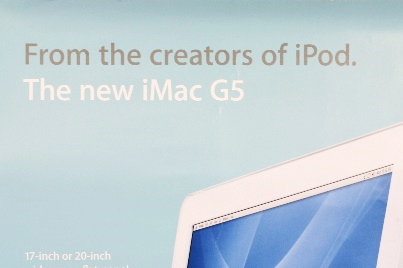 From the creators of iPod.
The new iMac G5
17-inch or 20-inch